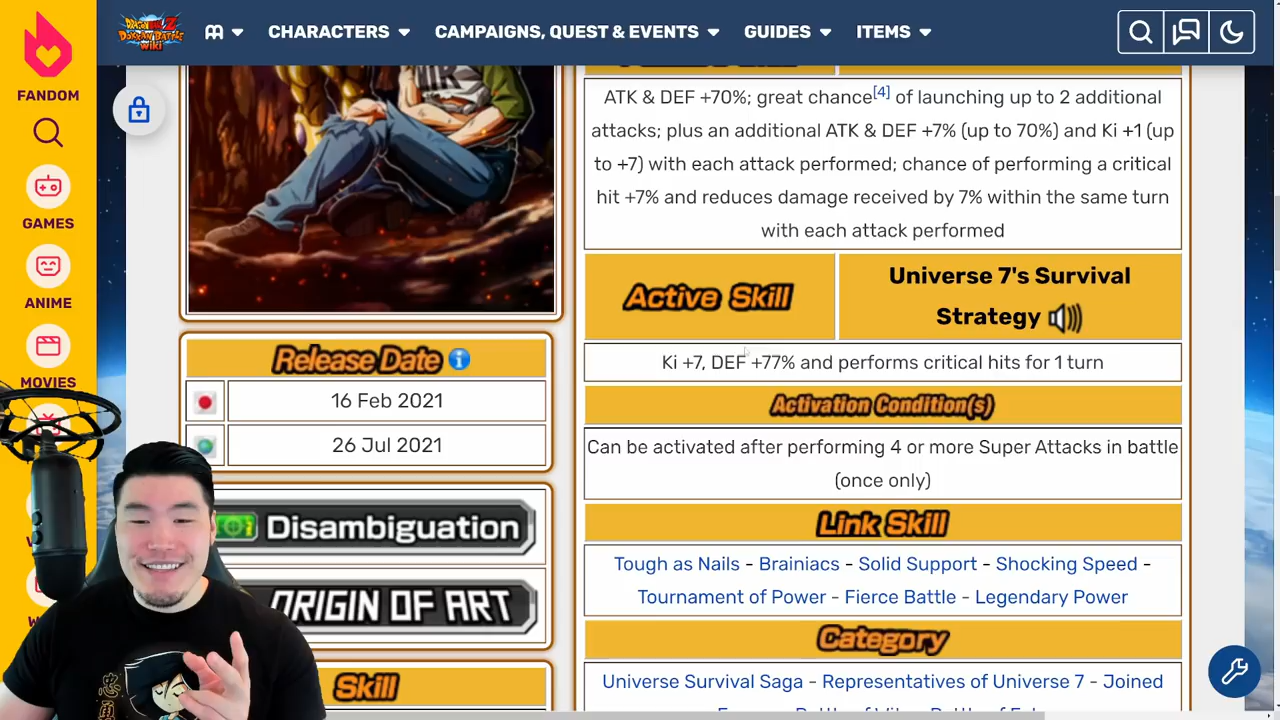 DRAGON BALL Z
DOKKAN BATTLE
WIKI
CHARACTERS
CAMPAIGNS, QUEST & EVENTS
GUIDES
ITEMS
FANDOM
GAMES
ANIME
MOVIES
ATK & DEF +70%; great chance[4] of launching up to 2 additional
attacks; plus an additional ATK & DEF +7% (up to 70%) and Ki +1 (up
to +7) with each attack performed; chance of performing a critical
hit +7% and reduces damage received by 7% within the same turn
with each attack performed
Active Skill
Universe 7's Survival
Strategy
Ki +7, DEF +77% and performs critical hits for 1 turn
Activation Condition(s)
Can be activated after performing 4 or more Super Attacks in battle
(once only)
Link Skill
Tough as Nails - Brainiacs - Solid Support - Shocking Speed -
Tournament of Power - Fierce Battle - Legendary Power
Category
Universe Survival Saga - Representatives of Universe 7 - Joined
Release Date
16 Feb 2021
26 Jul 2021
Disambiguation
ORIGIN OF ART
Skill
忠
勇